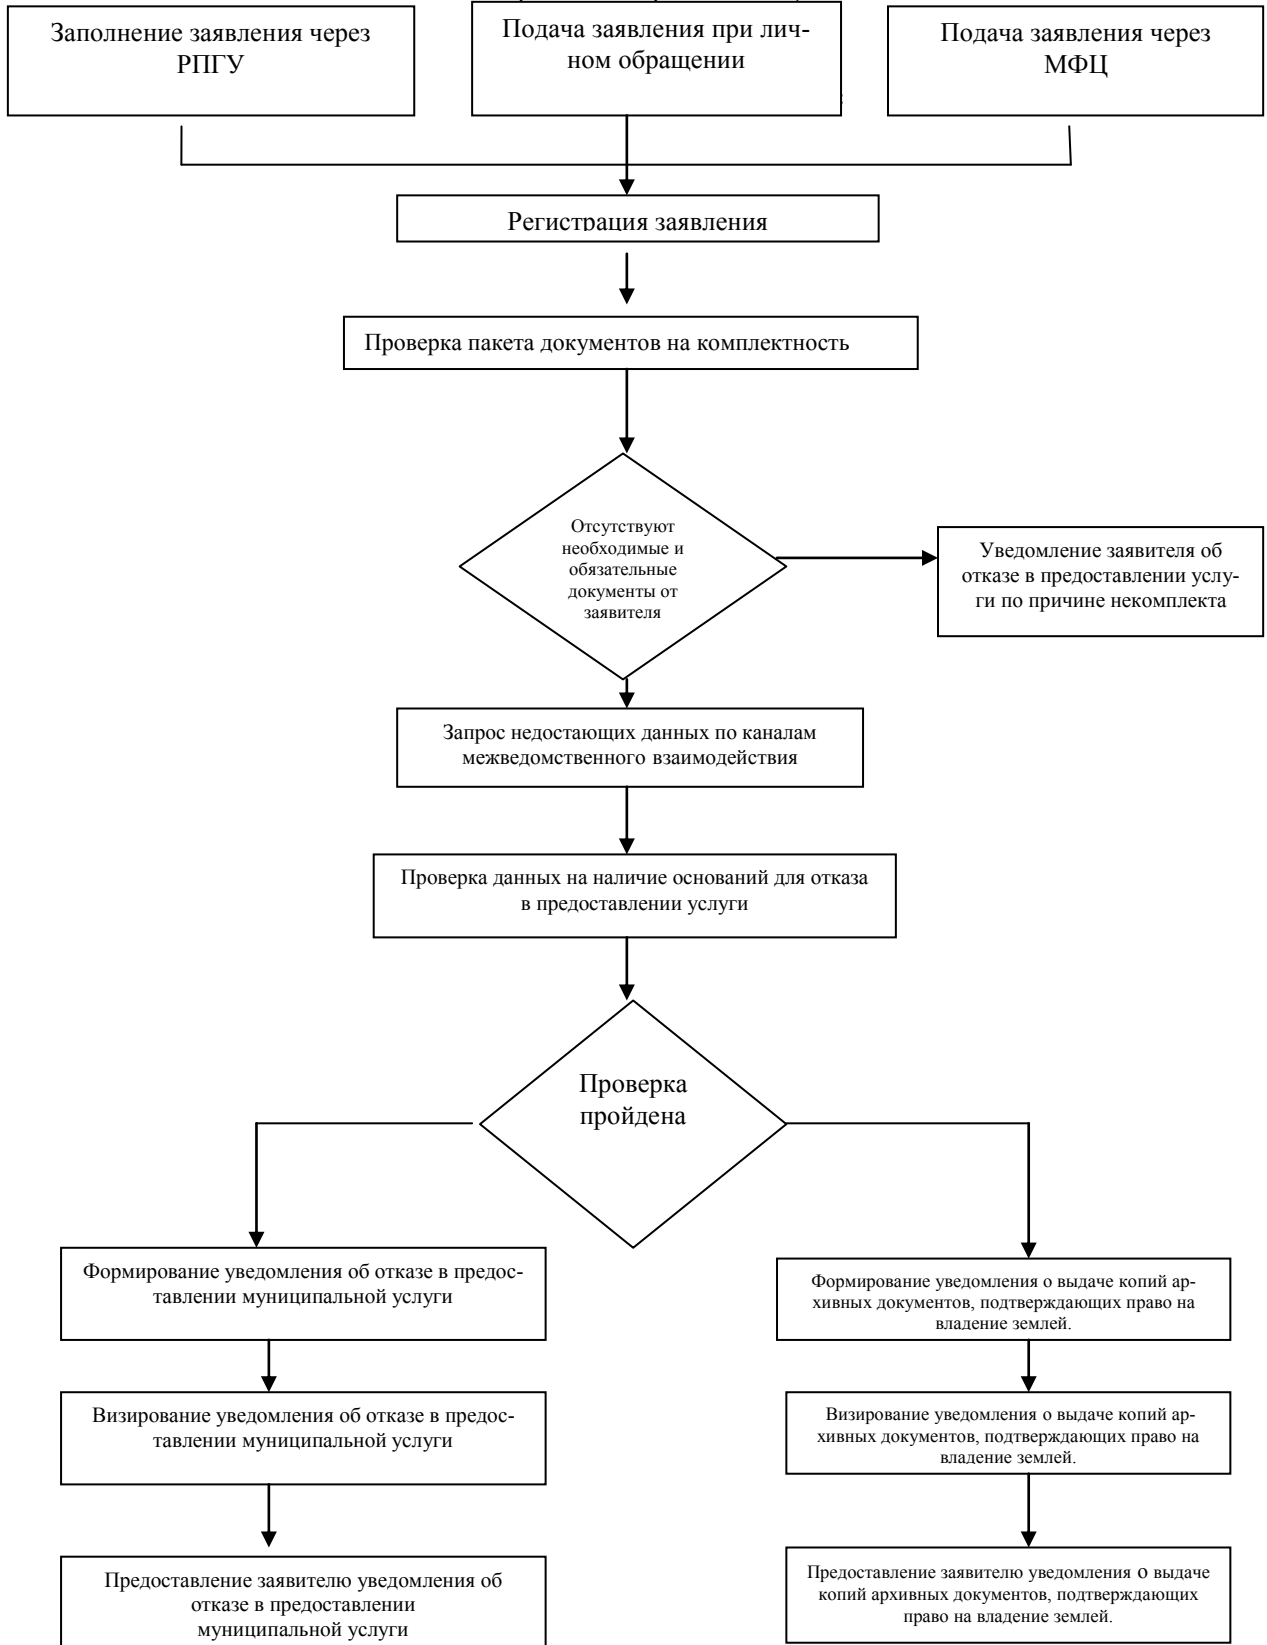 Заполнение заявления через
РПГУ
Подача заявления при лич-
ном обращении
Подача заявления через
МФЦ
Регистрация заявления
Проверка пакета документов на комплектность
Отсутствуют
необходимые и
обязательные
документы от
заявителя
Уведомление заявителя об
отказе в предоставлении услу-
ги по причине некомплекта
Запрос недостающих данных по каналам
межведомственного взаимодействия
Проверка данных на наличие оснований для отказа
в предоставлении услуги
Проверка
пройдена
Формирование уведомления об отказе в предос-
тавлении муниципальной услуги
Формирование уведомления о выдаче копий ар-
хивных документов, подтверждающих право на
владение землей.
Визирование уведомления об отказе в предос-
тавлении муниципальной услуги
Визирование уведомления о выдаче копий ар-
хивных документов, подтверждающих право на
владение землей.
Предоставление заявителю уведомления об
отказе в предоставлении
муниципальной услуги
Предоставление заявителю уведомления о выдаче
копий архивных документов, подтверждающих
право на владение землей.